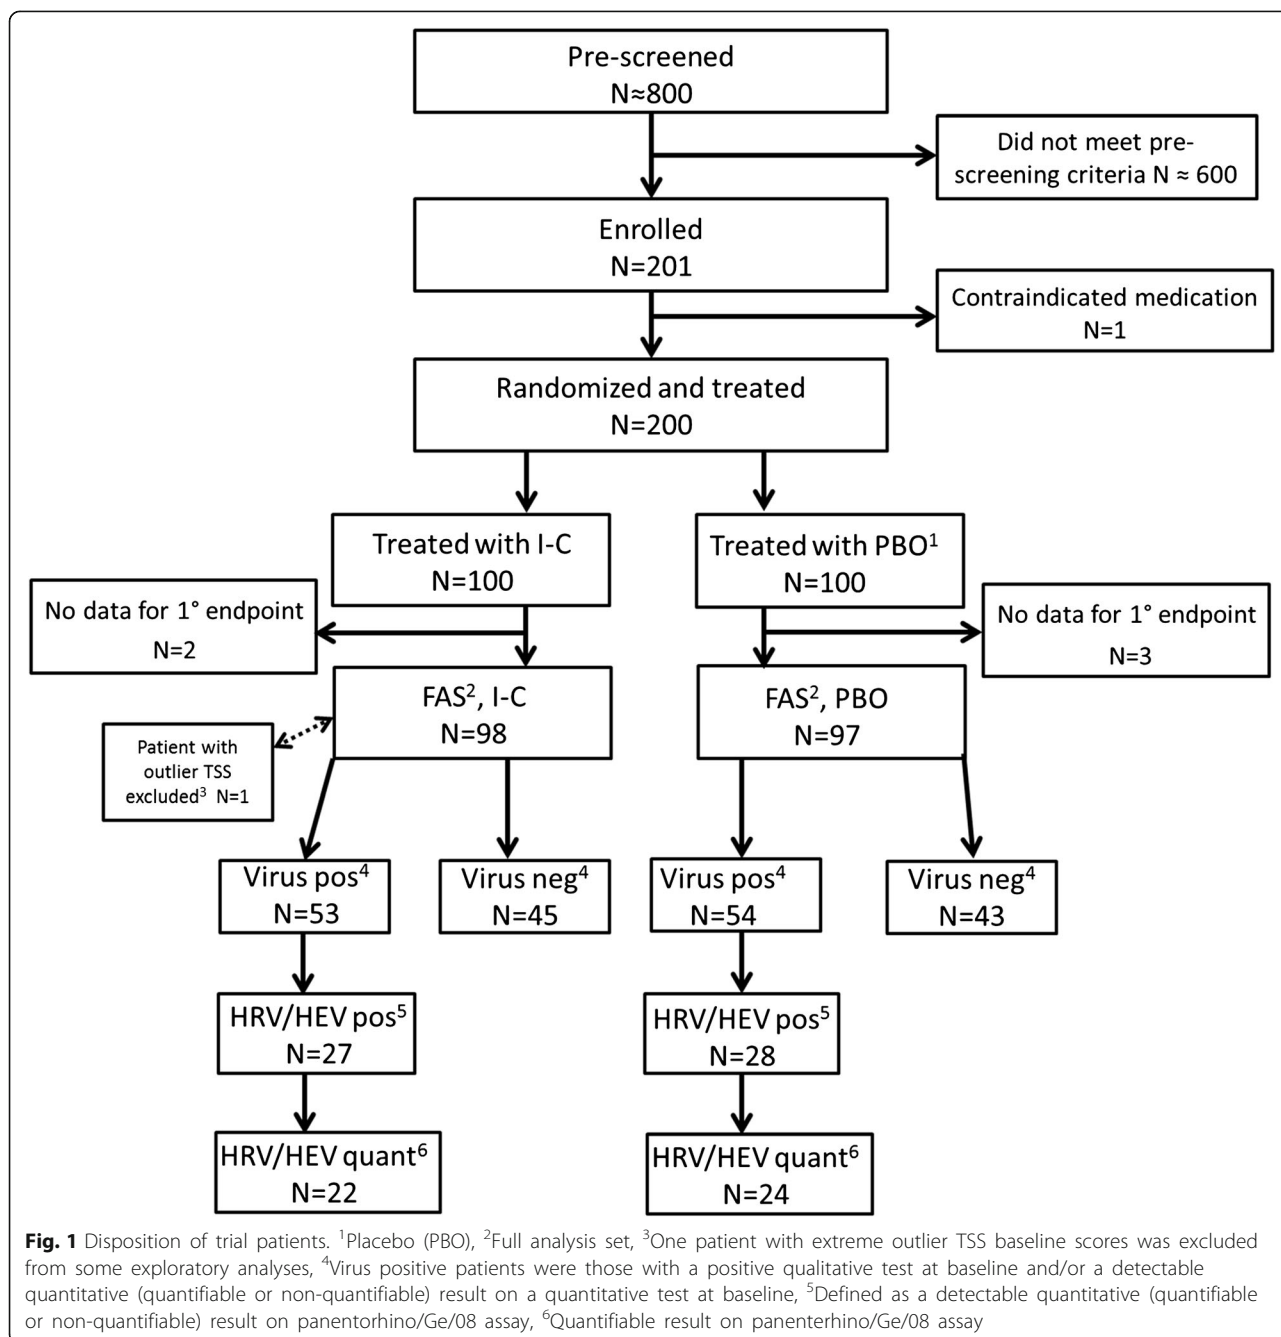 Pre-screened
N≈800
Did not meet pre-
screening criteria N ≈ 600
Enrolled
N=201
Contraindicated medication
N=1
Randomized and treated
N=200
Treated with I-C
N=100
Treated with PBO¹
N=100
No data for 1° endpoint
N=2
No data for 1° endpoint
N=3
FAS², I-C
N=98
FAS², PBO
N=97
Patient with
outlier TSS
excluded³ N=1
Virus pos⁴
N=53
Virus neg⁴
N=45
Virus pos⁴
N=54
Virus neg⁴
N=43
HRV/HEV pos⁵
N=27
HRV/HEV pos⁵
N=28
HRV/HEV quant⁶
N=22
HRV/HEV quant⁶
N=24
Fig. 1 Disposition of trial patients. ¹Placebo (PBO), ²Full analysis set, ³One patient with extreme outlier TSS baseline scores was excluded
from some exploratory analyses, ⁴Virus positive patients were those with a positive qualitative test at baseline and/or a detectable
quantitative (quantifiable or non-quantifiable) result on a quantitative test at baseline, ⁵Defined as a detectable quantitative (quantifiable
or non-quantifiable) result on panentorhino/Ge/08 assay, ⁶Quantifiable result on panenterhino/Ge/08 assay